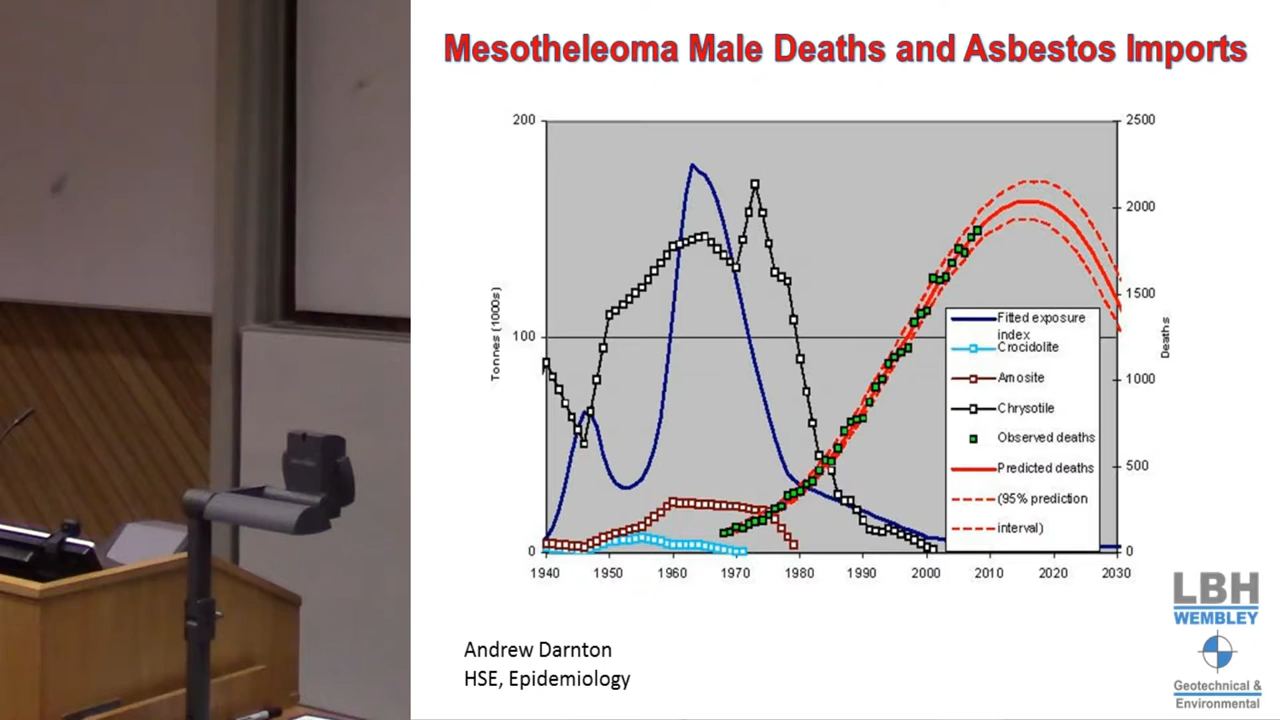 Mesotheleoma Male Deaths and Asbestos Imports
200
100
0
Tonnes (1000s)
2500
2000
1500
1000
500
0
Deaths
1940 1950 1960 1970 1980 1990 2000 2010 2020 2030
Fitted exposure
index
Crocidolite
Amosite
Chrysotile
Observed deaths
Predicted deaths
(95% prediction
interval)
Andrew Darnton
HSE, Epidemiology
LBH
WEMBLEY
Geotechnical &
Environmental